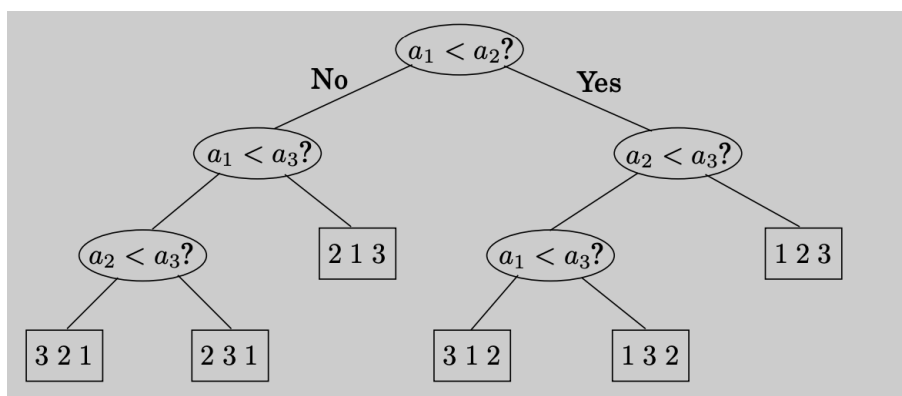 a₁ < a₂?
No
Yes
a₁ < a₃?
a₂ < a₃?
a₂ < a₃?
2 1 3
a₁ < a₃?
1 2 3
3 2 1
2 3 1
3 1 2
1 3 2